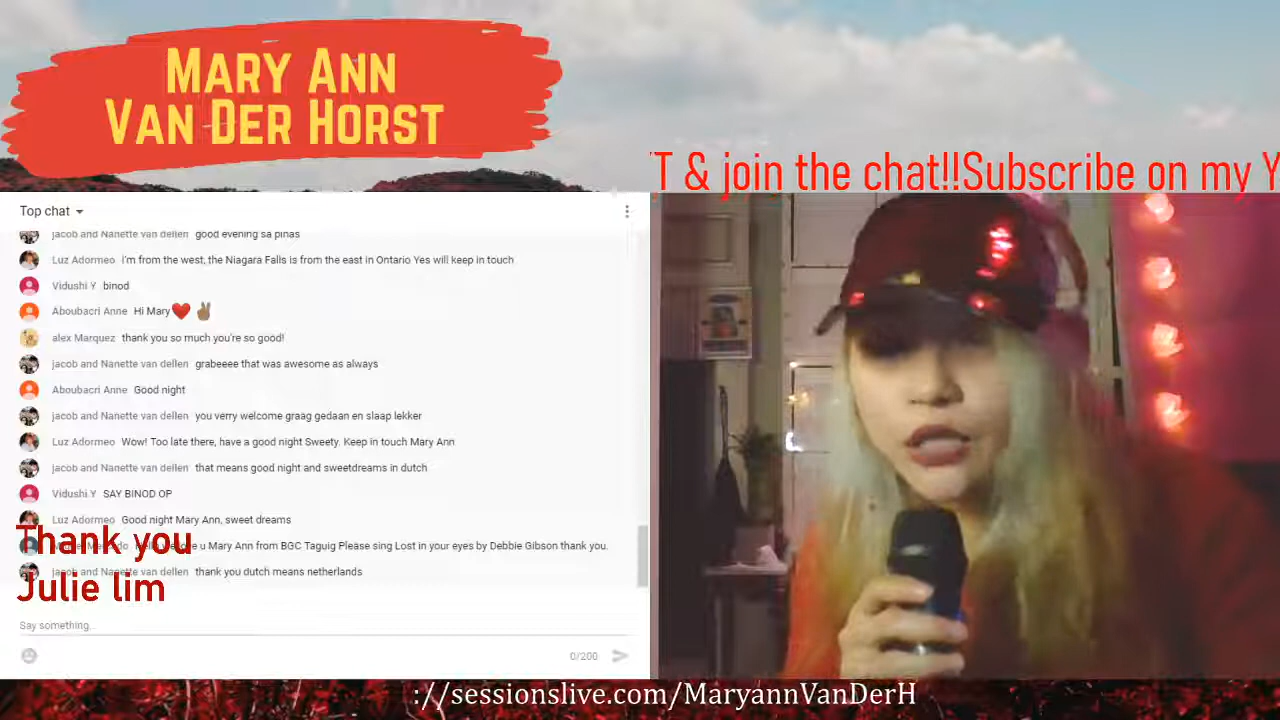 MARY ANN
VAN DER HORST
T & join the chat!!Subscribe on my Y
Top chat
jacob and Nanette van dellen good evening sa pinas
Luz Adormeo i'm from the west, the Niagara Falls is from the east in Ontario Yes will keep in touch
Vidushi Y binod
Aboubacri Anne Hi Mary❤️ ✌🏽
alex Marquez thank you so much you're so good!
jacob and Nanette van dellen grabeeee that was awesome as always
Aboubacri Anne Good night
jacob and Nanette van dellen you verry welcome graag gedaan en slaap lekker
Luz Adormeo Wow! Too late there, have a good night Sweety. Keep in touch Mary Ann
jacob and Nanette van dellen that means good night and sweetdreams in dutch
Vidushi Y SAY BINOD OP
Luz Adormeo Good night Mary Ann, sweet dreams
u Mary Ann from BGC Taguig Please sing Lost in your eyes by Debbie Gibson thank you.
jacob and Nanette van dellen thank you dutch means netherlands
Thank you
Julie lim
Say something...
0/200
://sessionslive.com/MaryannVanDerH